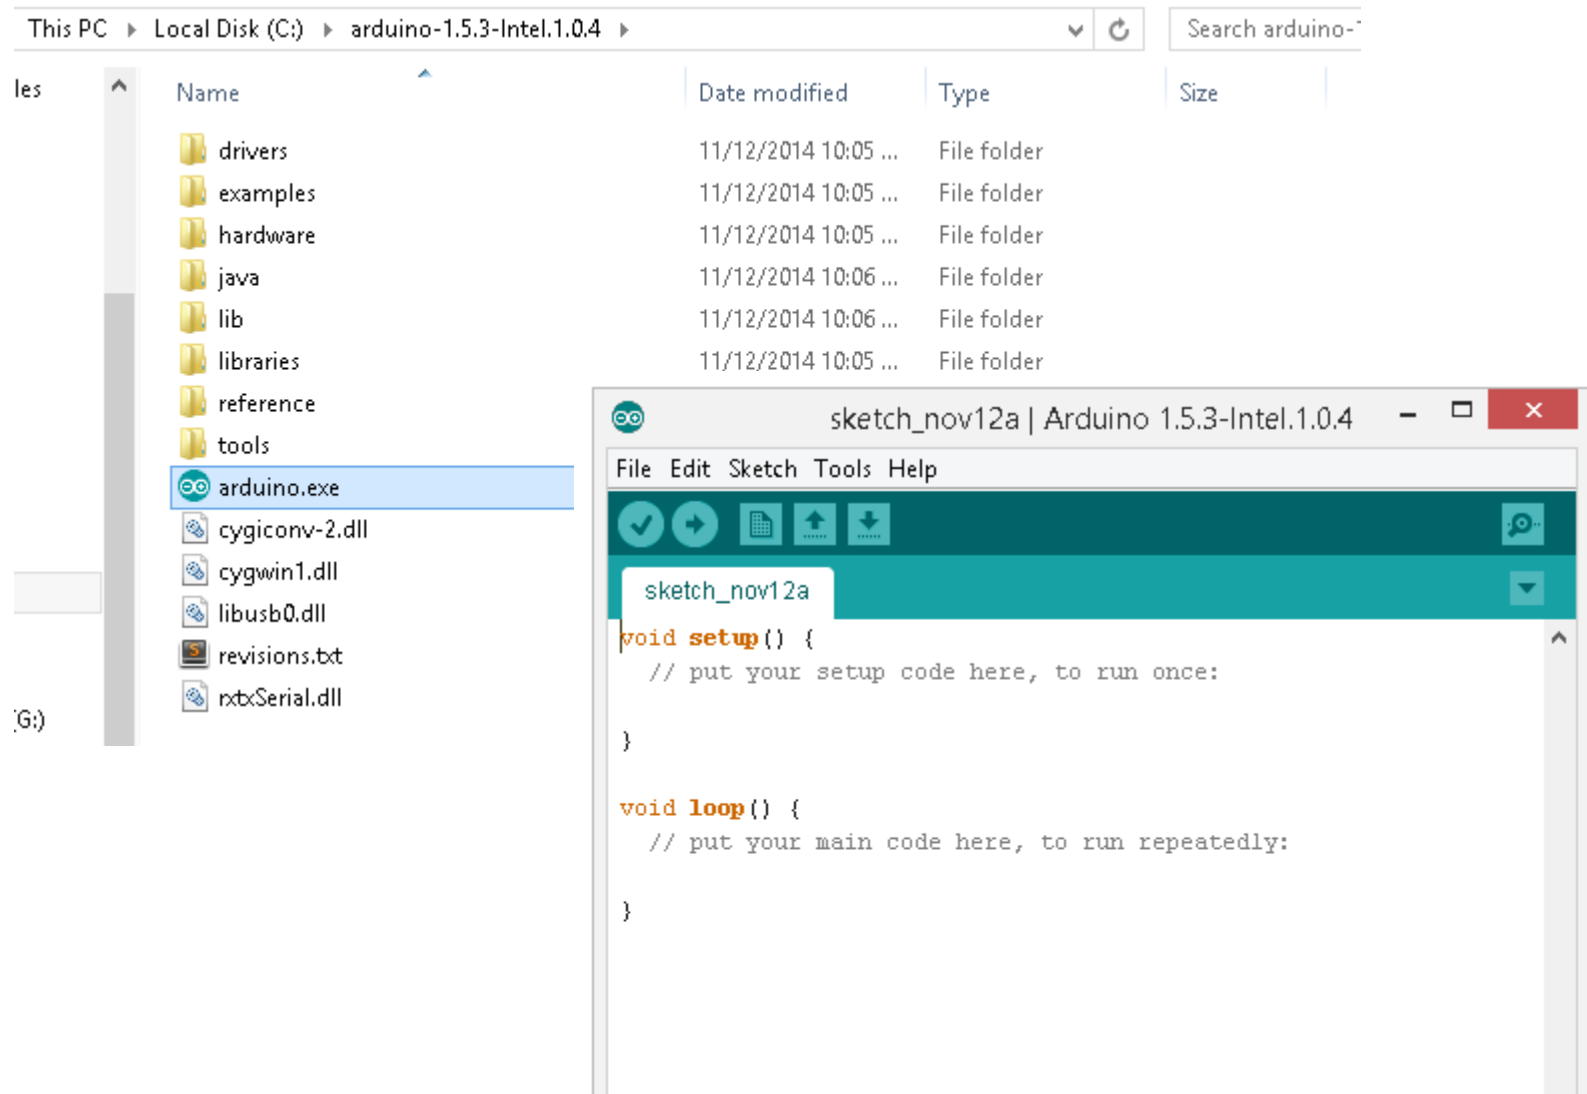 This PC Local Disk (C:) arduino-1.5.3-Intel.1.0.4 Search arduino-1
les
Name Date modified Type Size
drivers 11/12/2014 10:05 ... File folder
examples 11/12/2014 10:05 ... File folder
hardware 11/12/2014 10:05 ... File folder
java 11/12/2014 10:06 ... File folder
lib 11/12/2014 10:06 ... File folder
libraries 11/12/2014 10:05 ... File folder
reference
tools
arduino.exe
cygiconv-2.dll
cygwin1.dll
libusb0.dll
revisions.txt
rxtxSerial.dll
(G:)
sketch_nov12a | Arduino 1.5.3-Intel.1.0.4
File Edit Sketch Tools Help
sketch_nov12a
void setup() {
// put your setup code here, to run once:
}
void loop() {
// put your main code here, to run repeatedly:
}